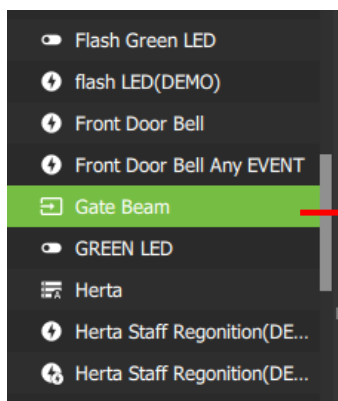 Flash Green LED
flash LED(DEMO)
Front Door Bell
Front Door Bell Any EVENT
Gate Beam
GREEN LED
Herta
Herta Staff Regonition(DE...
Herta Staff Regonition(DE...